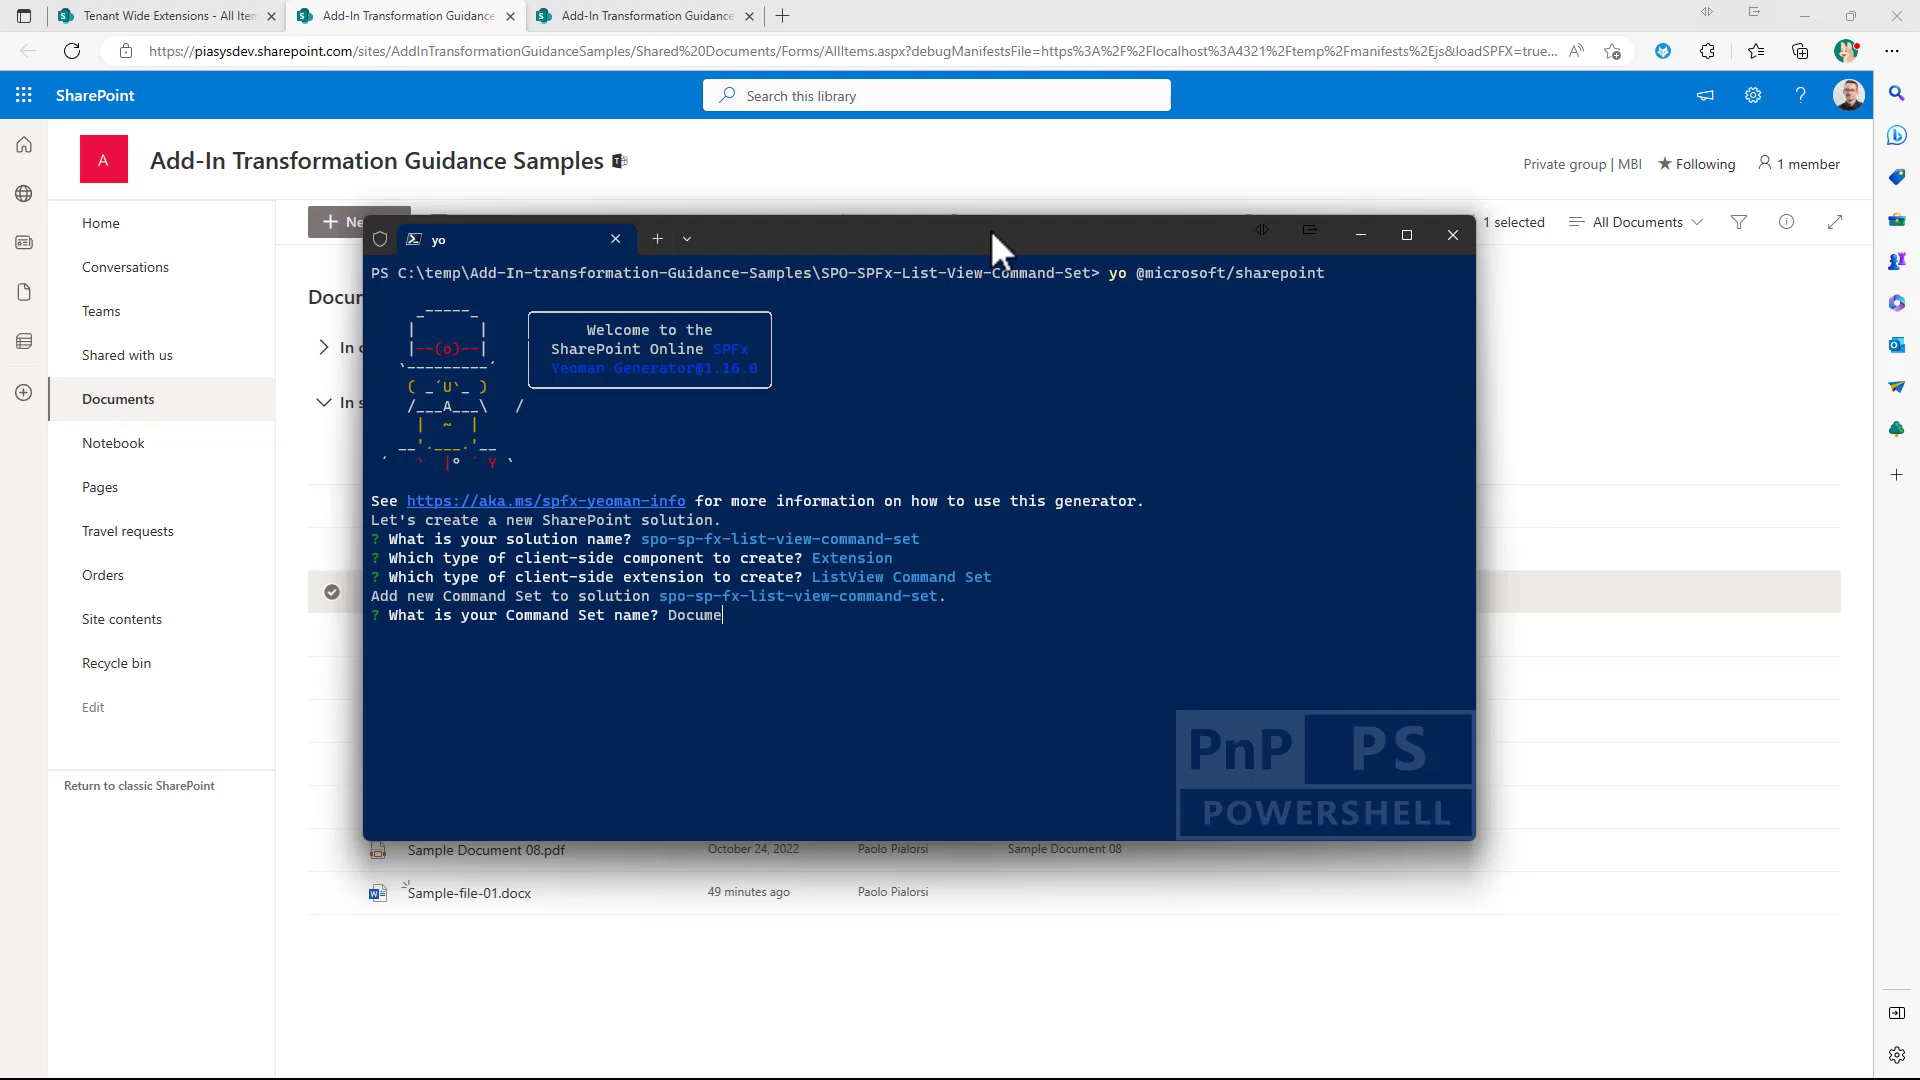 Tenant Wide Extensions - All Item
Add-In Transformation Guidance
Add-In Transformation Guidance
https://piasysdev.sharepoint.com/sites/AddInTransformationGuidanceSamples/Shared%20Documents/Forms/AllItems.aspx?debugManifestsFile=https%3A%2F%2Flocalhost%3A4321%2Ftemp%2Fmanifests%2Ejs&loadSPFX=true...
SharePoint
Search this library
A
Add-In Transformation Guidance Samples
Private group | MBI
Following
1 member
Home
Conversations
Teams
Shared with us
Documents
Notebook
Pages
Travel requests
Orders
Site contents
Recycle bin
Edit
Return to classic SharePoint
+ Ne
1 selected
All Documents
Docum
In
In s
yo
PS C:\temp\Add-In-transformation-Guidance-Samples\SPO-SPFx-List-View-Command-Set> yo @microsoft/sharepoint
Welcome to the
SharePoint Online SPFx
Yeoman Generator@1.16.0
See https://aka.ms/spfx-yeoman-info for more information on how to use this generator.
Let's create a new SharePoint solution.
? What is your solution name? spo-sp-fx-list-view-command-set
? Which type of client-side component to create? Extension
? Which type of client-side extension to create? ListView Command Set
Add new Command Set to solution spo-sp-fx-list-view-command-set.
? What is your Command Set name? Docume
PnP PS
POWERSHELL
Sample Document 08.pdf October 24, 2022 Paolo Pialorsi Sample Document 08
Sample-file-01.docx 49 minutes ago Paolo Pialorsi